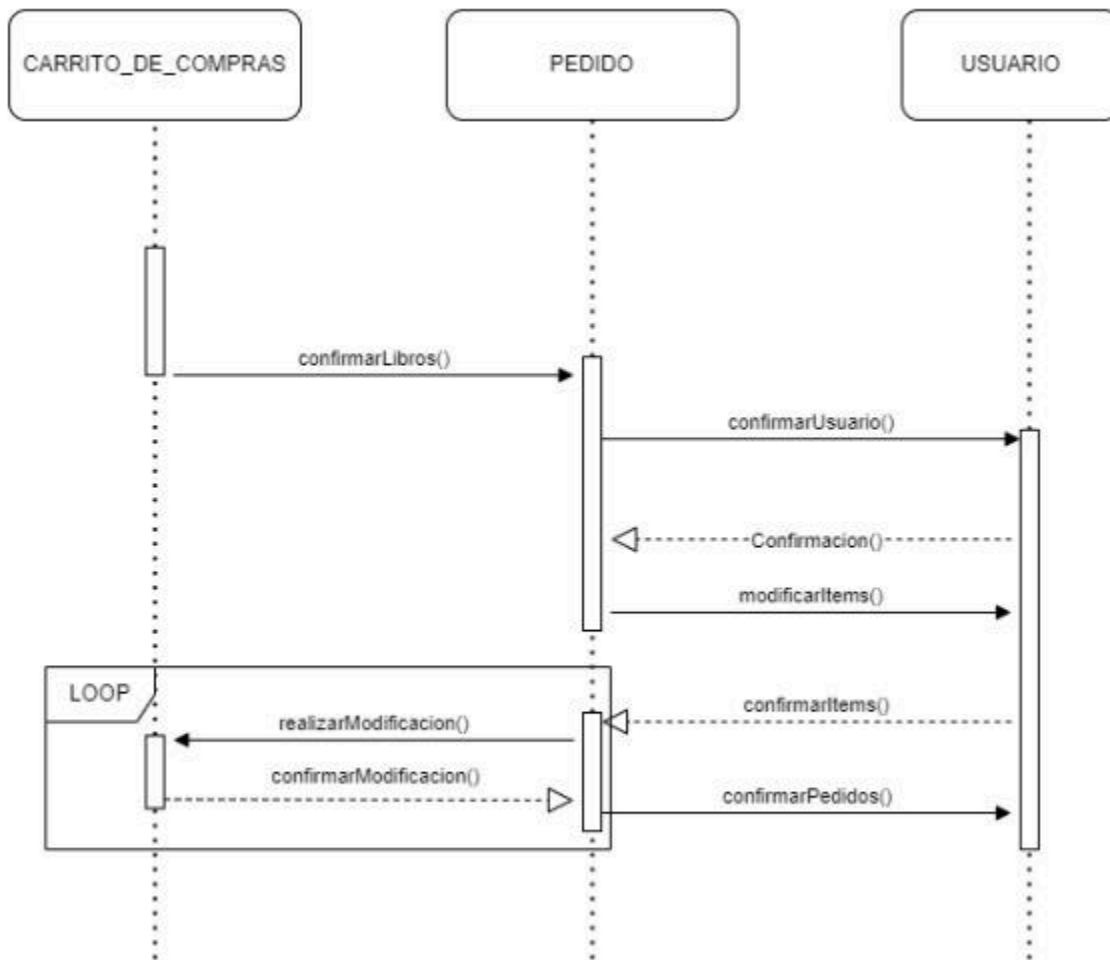 CARRITO_DE_COMPRAS
PEDIDO
USUARIO
confirmarLibros()
confirmarUsuario()
Confirmacion()
modificarItems()
LOOP
confirmarItems()
realizarModificacion()
confirmarModificacion()
confirmarPedidos()